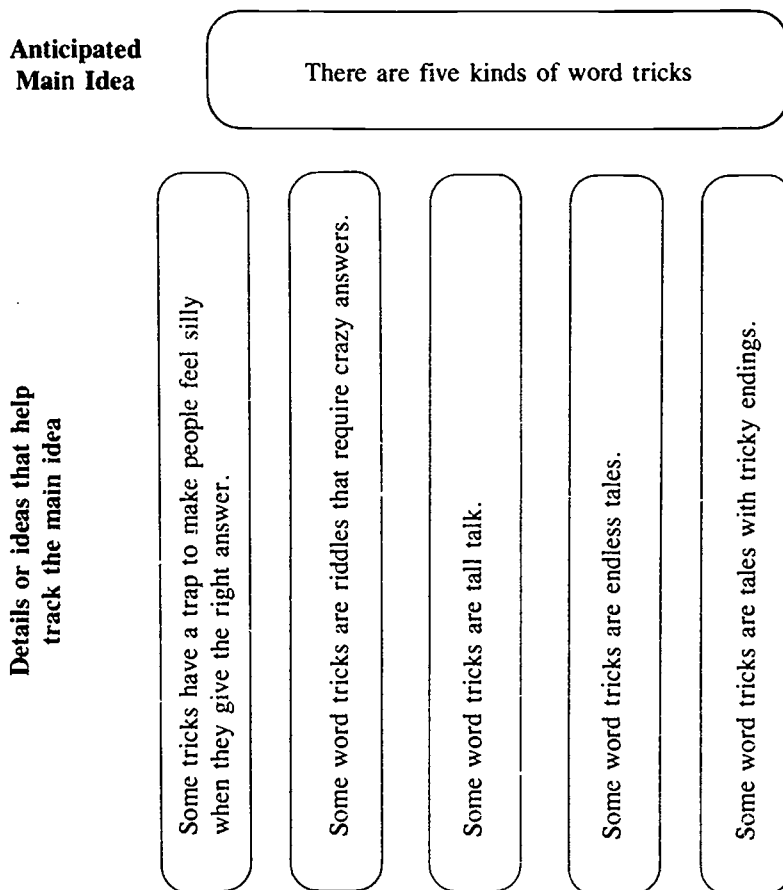 Anticipated
Main Idea
There are five kinds of word tricks
Details or ideas that help
track the main idea
Some tricks have a trap to make people feel silly
when they give the right answer.
Some word tricks are riddles that require crazy answers.
Some word tricks are tall talk.
Some word tricks are endless tales.
Some word tricks are tales with tricky endings.